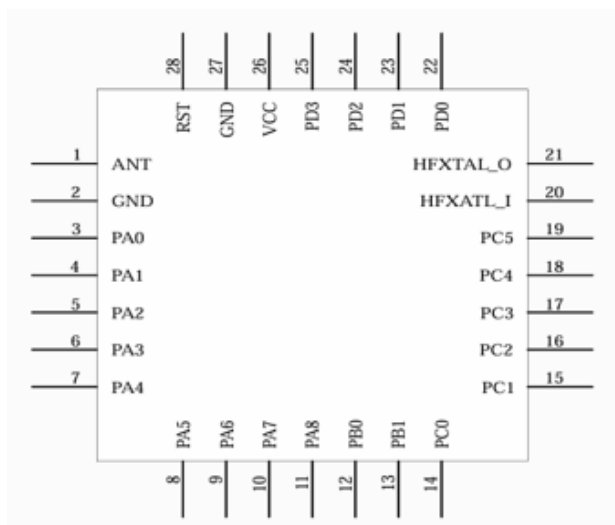 28 27 26 25 24 23 22
RST GND VCC PD3 PD2 PD1 PD0
1 ANT HFXTAL_O 21
2 GND HFXATL_I 20
3 PA0 PC5 19
4 PA1 PC4 18
5 PA2 PC3 17
6 PA3 PC2 16
7 PA4 PC1 15
PA5 PA6 PA7 PA8 PB0 PB1 PC0
8 9 10 11 12 13 14